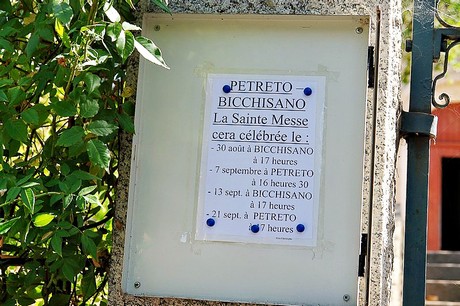 PETRETO –
BICCHISANO
La Sainte Messe
cera célébrée le :
- 30 août à BICCHISANO
à 17 heures
- 7 septembre à PETRETO
à 16 heures 30
- 13 sept. à BICCHISANO
à 17 heures
- 21 sept. à PETRETO
à 17 heures